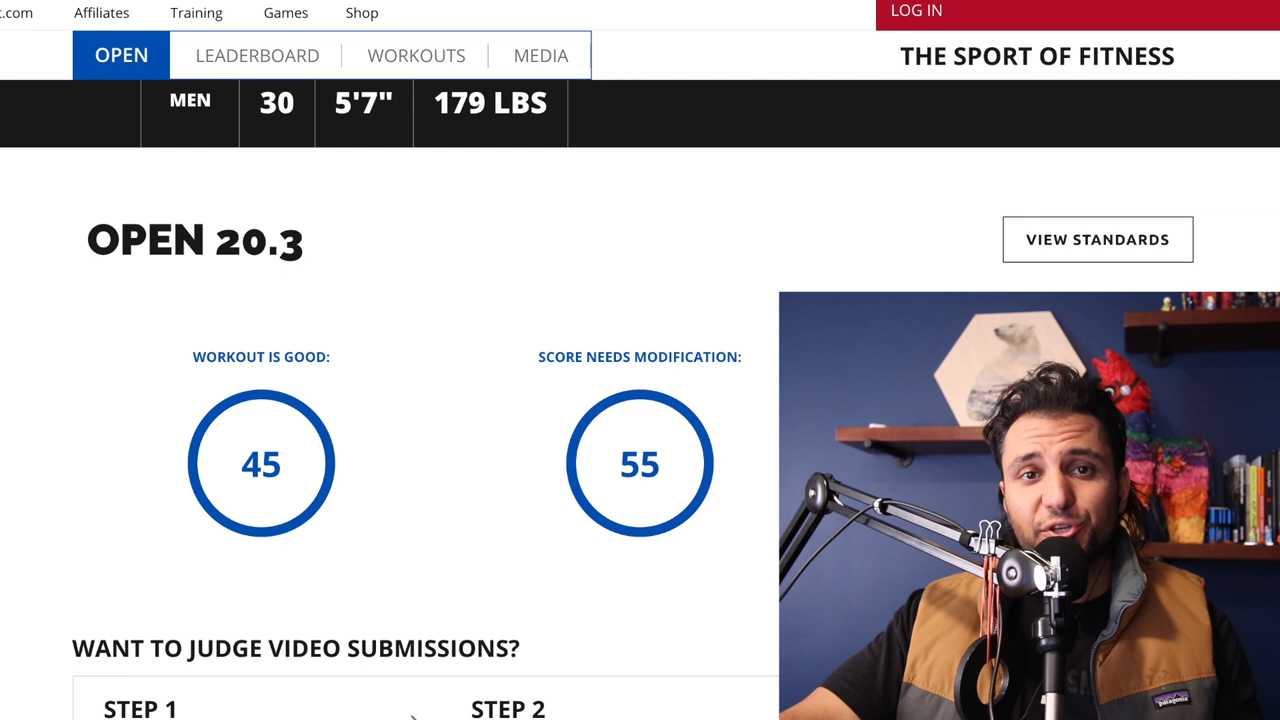 t.com Affiliates Training Games Shop LOG IN
OPEN LEADERBOARD WORKOUTS MEDIA THE SPORT OF FITNESS
MEN 30 5'7" 179 LBS
OPEN 20.3 VIEW STANDARDS
WORKOUT IS GOOD: SCORE NEEDS MODIFICATION:
45 55
WANT TO JUDGE VIDEO SUBMISSIONS?
STEP 1 STEP 2
patagonia